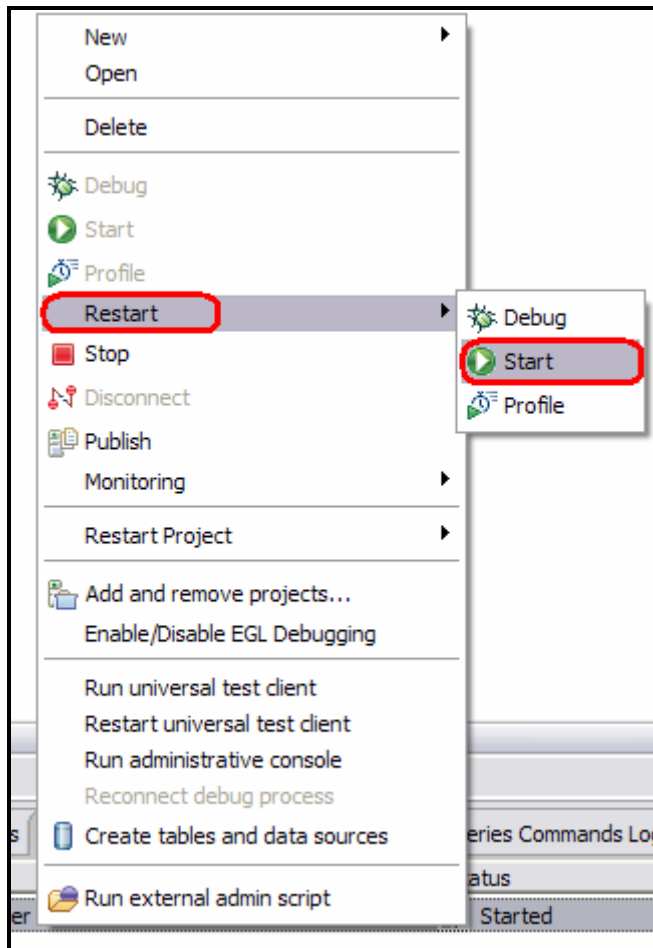 New
Open
Delete
Debug
Start
Profile
Restart
Debug
Start
Profile
Stop
Disconnect
Publish
Monitoring
Restart Project
Add and remove projects...
Enable/Disable EGL Debugging
Run universal test client
Restart universal test client
Run administrative console
Reconnect debug process
Create tables and data sources
Run external admin script
s
eries Commands Lo
atus
er
Started